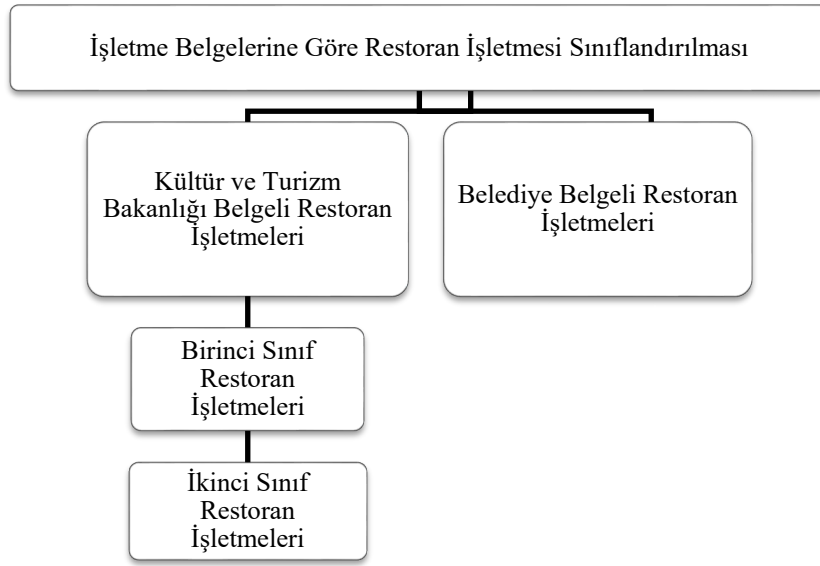 İşletme Belgelerine Göre Restoran İşletmesi Sınıflandırılması
Kültür ve Turizm
Bakanlığı Belgeli Restoran
İşletmeleri
Belediye Belgeli Restoran
İşletmeleri
Birinci Sınıf
Restoran
İşletmeleri
İkinci Sınıf
Restoran
İşletmeleri